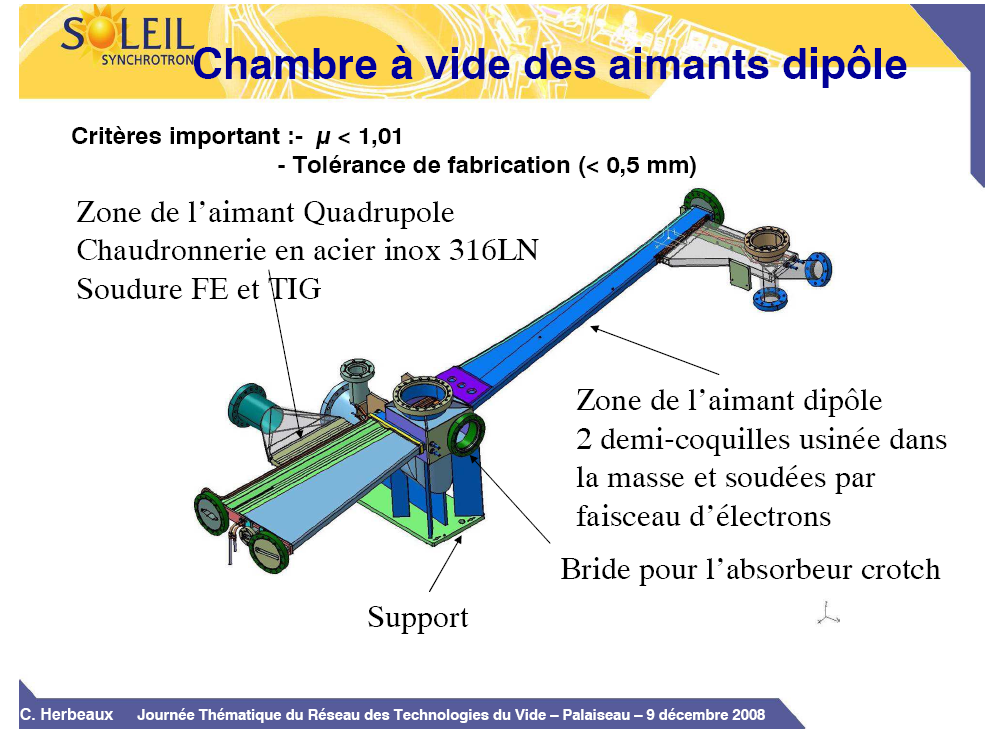 SOLEIL
SYNCHROTRON
Chambre à vide des aimants dipôle
Critères important :- µ < 1,01
- Tolérance de fabrication (< 0,5 mm)
Zone de l’aimant Quadrupole
Chaudronnerie en acier inox 316LN
Soudure FE et TIG
Zone de l’aimant dipôle
2 demi-coquilles usinée dans
la masse et soudées par
faisceau d’électrons
Bride pour l’absorbeur crotch
Support
C. Herbeaux Journée Thématique du Réseau des Technologies du Vide – Palaiseau – 9 décembre 2008